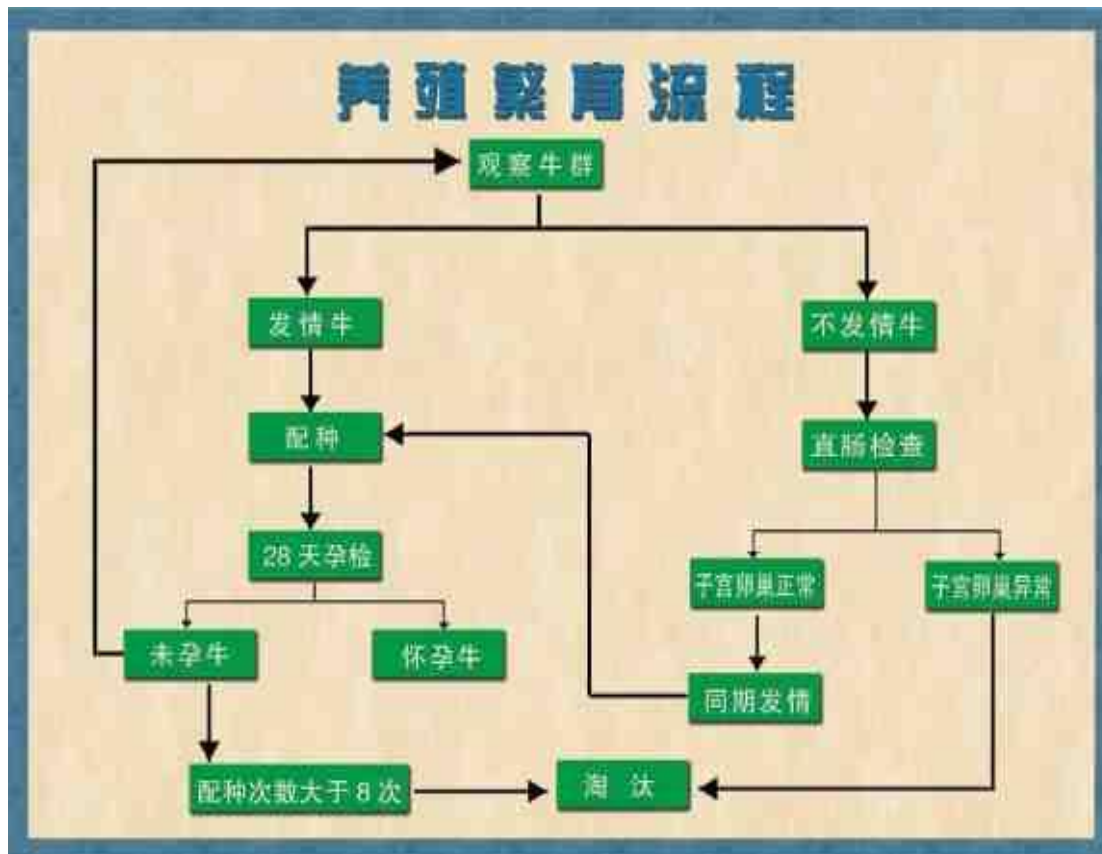 养殖繁育流程
观察牛群
发情牛
不发情牛
配种
直肠检查
28天孕检
子宫卵巢正常
子宫卵巢异常
未孕牛
怀孕牛
同期发情
配种次数大于8次
淘汰